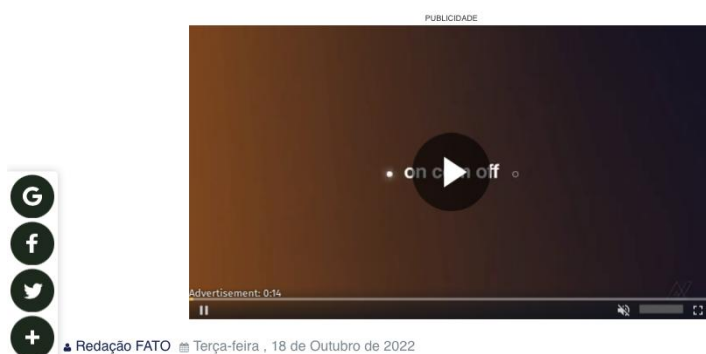 PUBLICIDADE
on off
Advertisement: 0:14
G
f
+
Redação FATO Terça-feira , 18 de Outubro de 2022